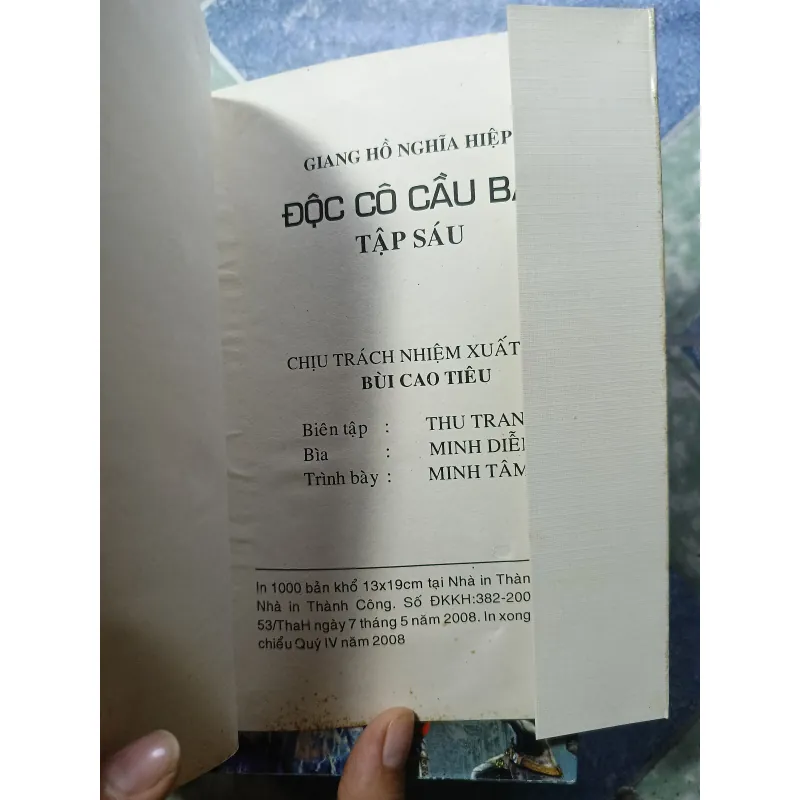 GIANG HỒ NGHĨA HIỆP
ĐỘC CÔ CẦU BẠ
TẬP SÁU
CHỊU TRÁCH NHIỆM XUẤT
BÙI CAO TIÊU
Biên tập : THU TRAN
Bìa : MINH DIỄ
Trình bày : MINH TÂM
In 1000 bản khổ 13x19cm tại Nhà in Thàn
Nhà in Thành Công. Số ĐKKH:382-200
53/ThaH ngày 7 tháng 5 năm 2008. In xong
chiểu Quý IV năm 2008